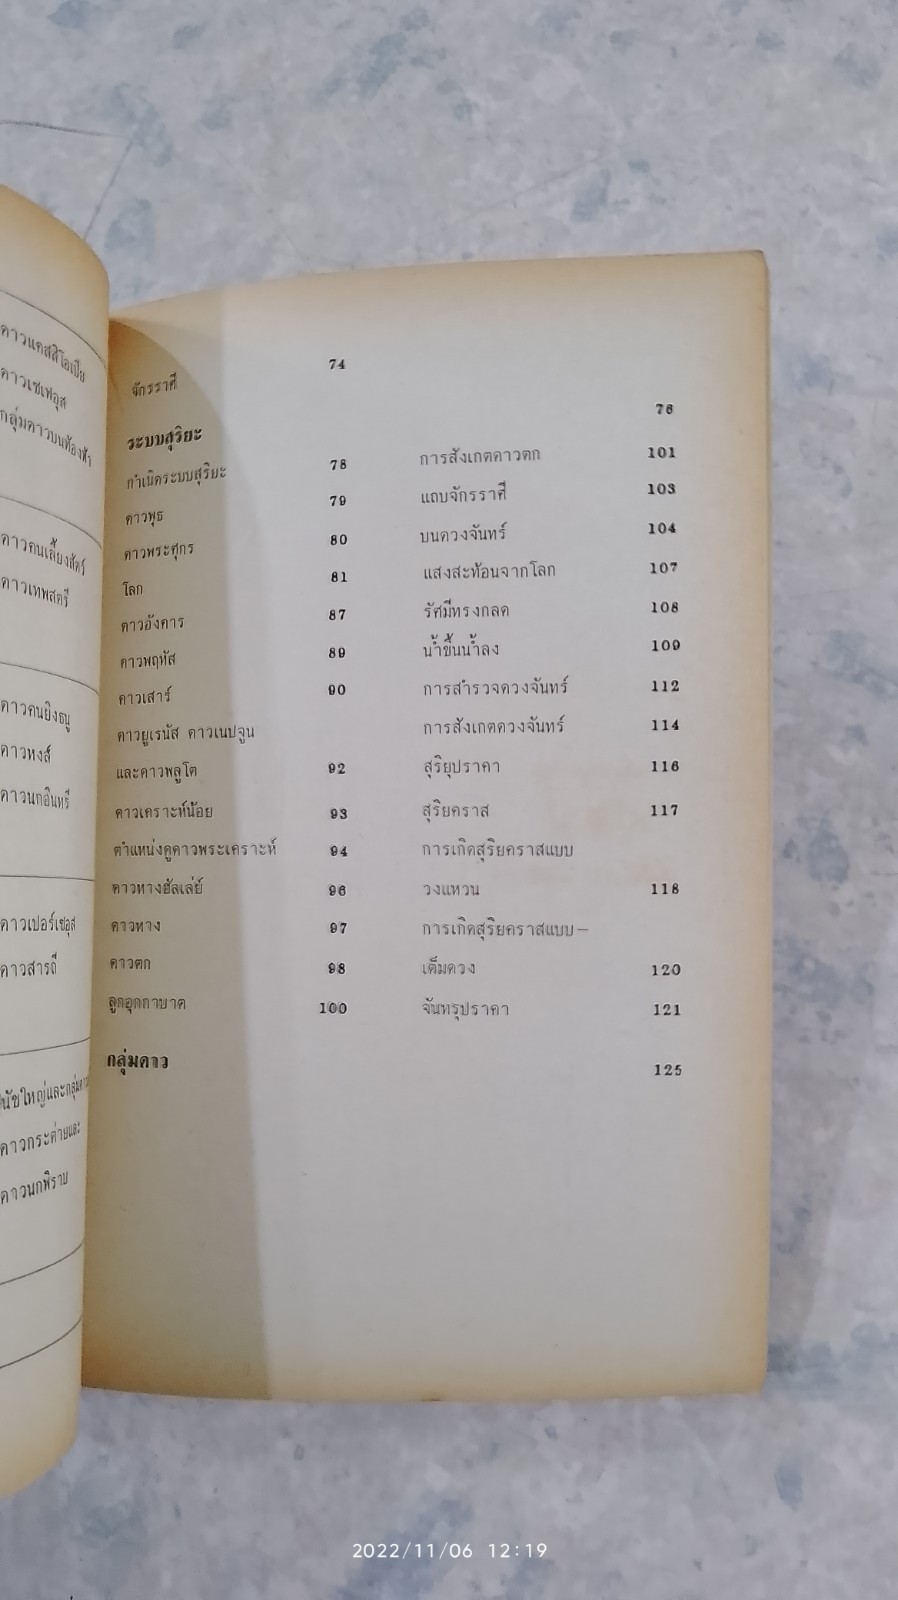 ดาวแคสสิโอเปีย
ดาวเซเฟอุส
กลุ่มดาวบนท้องฟ้า
ดาวคนเลี้ยงสัตว์
ดาวเทพสตรี
ดาวคนยิงธนู
ดาวหงส์
ดาวนกอินทรี
ดาวเปอร์เซอุส
ดาวสารถี
ดาวกระต่ายและ
ดาวนกพิราบ
จักรราศี 74
ระบบสุริยะ 76
กำเนิดระบบสุริยะ 78
ดาวพุธ 79
ดาวพระศุกร 80
โลก 81
ดาวอังคาร 87
ดาวพฤหัส 89
ดาวเสาร์ 90
ดาวยูเรนัส ดาวเนปจูน
และดาวพลูโต 92
ดาวเคราะห์น้อย 93
ตำแหน่งคูดาวพระเคราะห์ 94
ดาวหางฮัลเล่ย์ 96
ดาวหาง 97
ดาวตก 98
ลูกอุกกาบาต 100
การสังเกตดาวตก 101
แถบจักรราศี 103
บนดวงจันทร์ 104
แสงสะท้อนจากโลก 107
รัศมีทรงกลด 108
น้ำขึ้นน้ำลง 109
การสำรวจดวงจันทร์ 112
การสังเกตดวงจันทร์ 114
สุริยุปราคา 116
สุริยคราส 117
การเกิดสุริยคราสแบบ
วงแหวน 118
การเกิดสุริยคราสแบบ-
เต็มดวง 120
จันทรุปราคา 121
กลุ่มดาว 125
2022/11/06 12:19